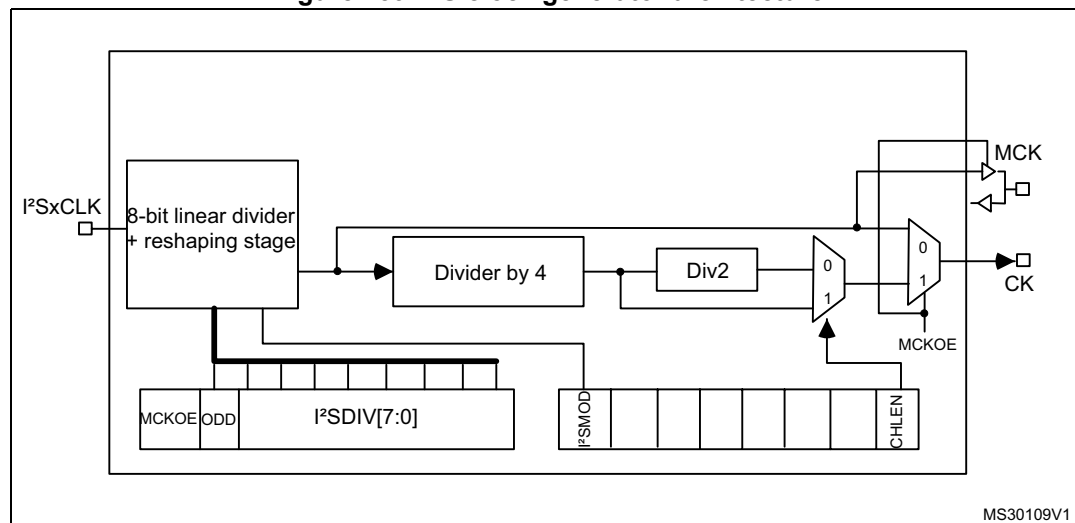 MCK
I²SxCLK
8-bit linear divider
+ reshaping stage
0
Divider by 4
Div2
0
1
1
CK
MCKOE
MCKOE
ODD
I²SDIV[7:0]
I²SMOD
CHLEN
MS30109V1